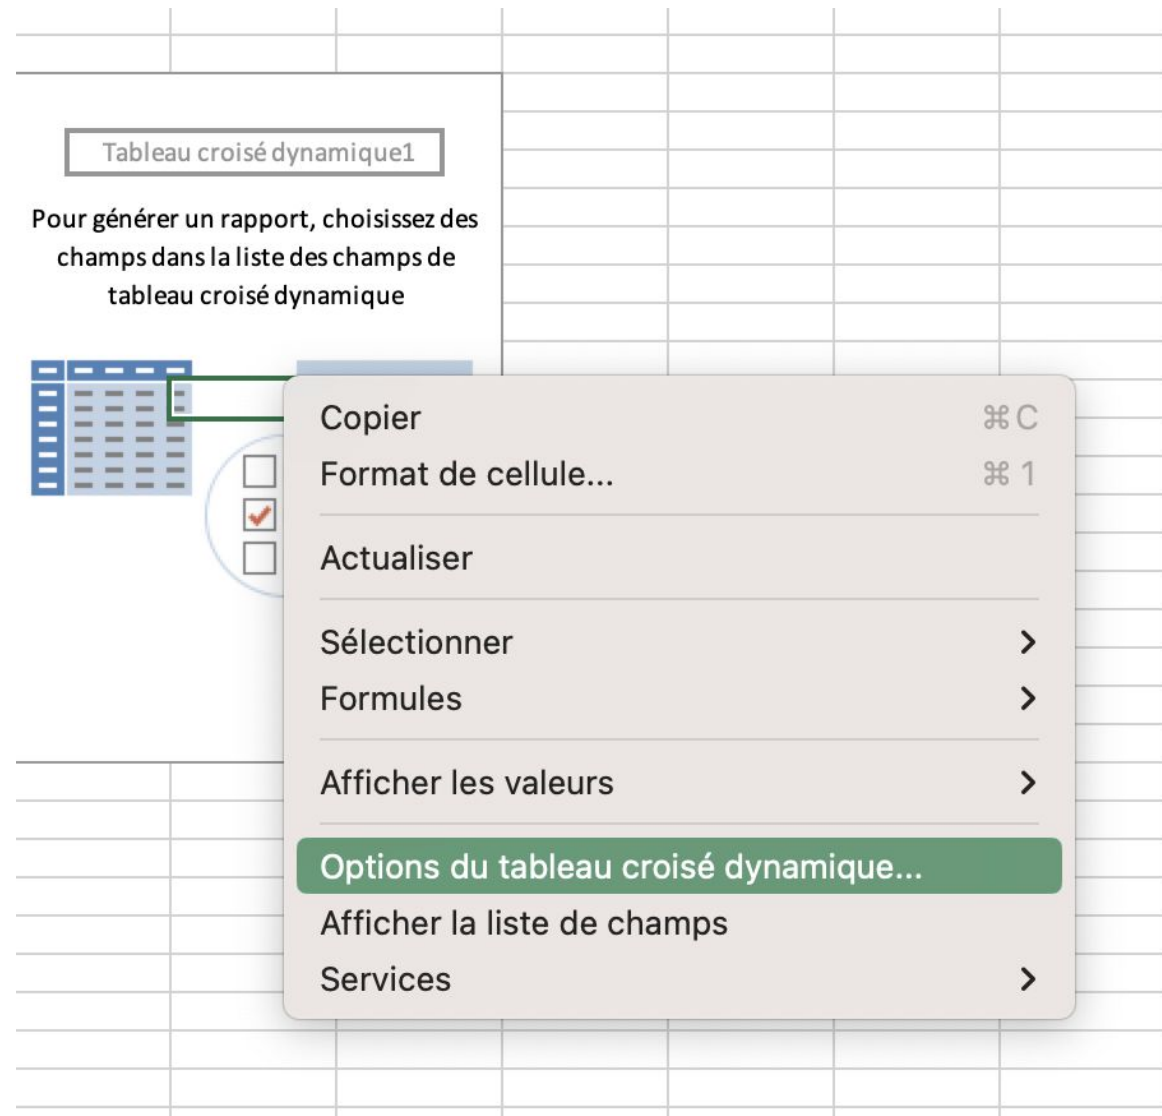 Tableau croisé dynamique1
Pour générer un rapport, choisissez des
champs dans la liste des champs de
tableau croisé dynamique
Copier ⌘ C
Format de cellule... ⌘ 1
Actualiser
Sélectionner
Formules
Afficher les valeurs
Options du tableau croisé dynamique...
Afficher la liste de champs
Services